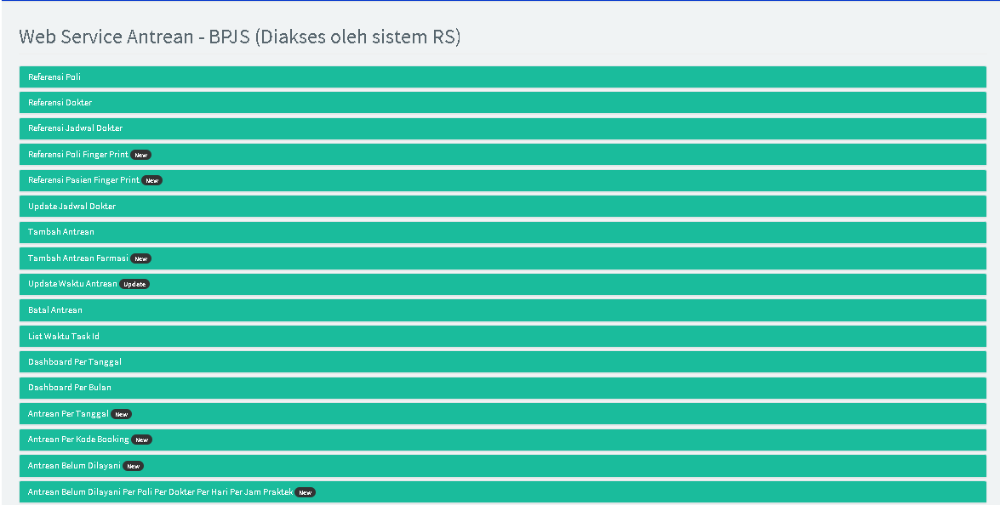 Web Service Antrean - BPJS (Diakses oleh sistem RS)
Referensi Poli
Referensi Dokter
Referensi Jadwal Dokter
Referensi Poli Finger Print New
Referensi Pasien Finger Print New
Update Jadwal Dokter
Tambah Antrean
Tambah Antrean Farmasi New
Update Waktu Antrean Update
Batal Antrean
List Waktu Task Id
Dashboard Per Tanggal
Dashboard Per Bulan
Antrean Per Tanggal New
Antrean Per Kode Booking New
Antrean Belum Dilayani New
Antrean Belum Dilayani Per Poli Per Dokter Per Hari Per Jam Praktek New